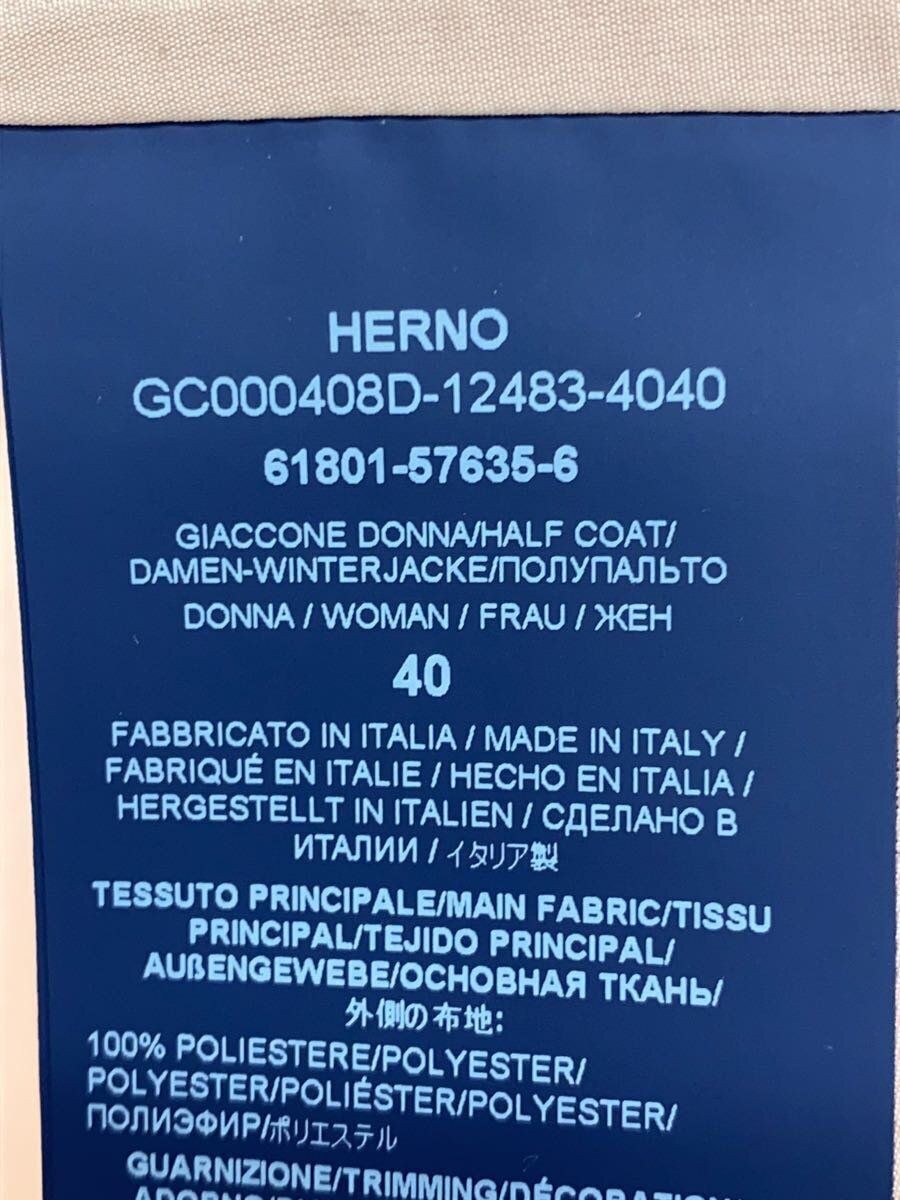 HERNO
GC000408D-12483-4040
61801-57635-6
GIACCONE DONNA/HALF COAT/
DAMEN-WINTERJACKE/ПОЛУПАЛЬТО
DONNA / WOMAN / FRAU / ЖЕН
40
FABBRICATO IN ITALIA / MADE IN ITALY /
FABRIQUÉ EN ITALIE / HECHO EN ITALIA /
HERGESTELLT IN ITALIEN / СДЕЛАНО В
ИТАЛИИ / イタリア製
TESSUTO PRINCIPALE/MAIN FABRIC/TISSU
PRINCIPAL/TEJIDO PRINCIPAL/
AUßENGEWEBE/ОСНОВНАЯ ТКАНЬ/
外側の布地:
100% POLIESTERE/POLYESTER/
POLYESTER/POLIÉSTER/POLYESTER/
ПОЛИЭФИР/ポリエステル
GUARNIZIONE/TRIMMING/DÉCORATION/